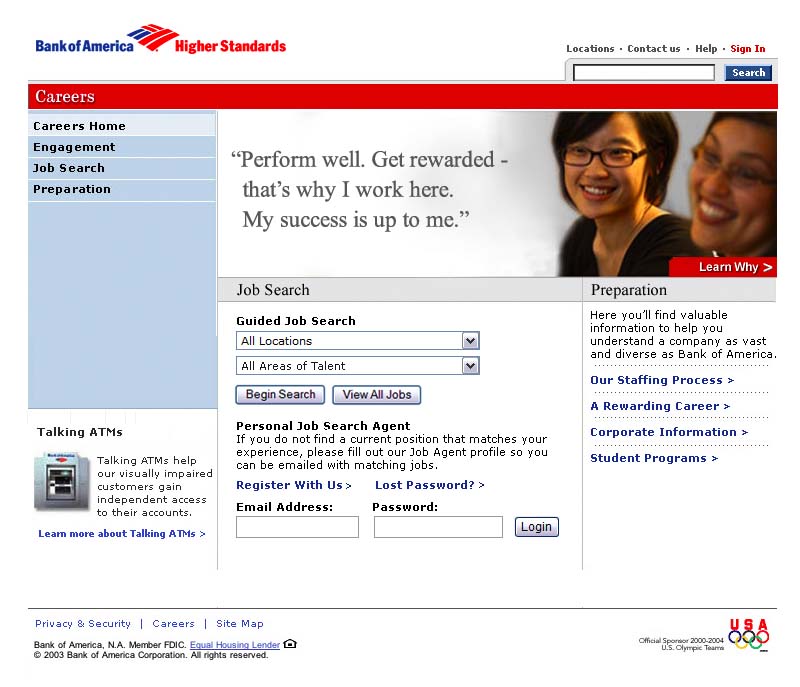 Bank of America Higher Standards
Locations · Contact us · Help · Sign In
Search
Careers
Careers Home
Engagement
Job Search
Preparation
“Perform well. Get rewarded -
that’s why I work here.
My success is up to me.”
Learn Why >
Job Search
Guided Job Search
All Locations
All Areas of Talent
Begin Search View All Jobs
Personal Job Search Agent
If you do not find a current position that matches your
experience, please fill out our Job Agent profile so you
can be emailed with matching jobs.
Register With Us > Lost Password? >
Email Address: Password:
Login
Preparation
Here you’ll find valuable
information to help you
understand a company as vast
and diverse as Bank of America.
Our Staffing Process >
A Rewarding Career >
Corporate Information >
Student Programs >
Talking ATMs
Talking ATMs help
our visually impaired
customers gain
independent access
to their accounts.
Learn more about Talking ATMs >
Privacy & Security | Careers | Site Map
Bank of America, N.A. Member FDIC. Equal Housing Lender
© 2003 Bank of America Corporation. All rights reserved.
Official Sponsor 2000-2004
U.S. Olympic Teams
USA